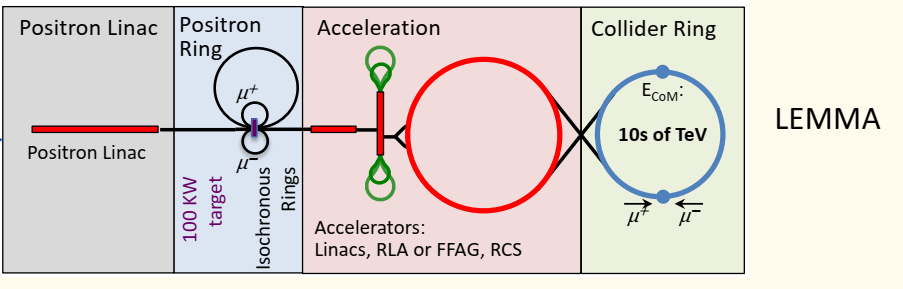 Positron Linac
Positron Linac
Positron
Ring
μ+
μ−
100 KW
target
Isochronous
Rings
Acceleration
Accelerators:
Linacs, RLA or FFAG, RCS
Collider Ring
ECoM:
10s of TeV
μ+ μ−
LEMMA